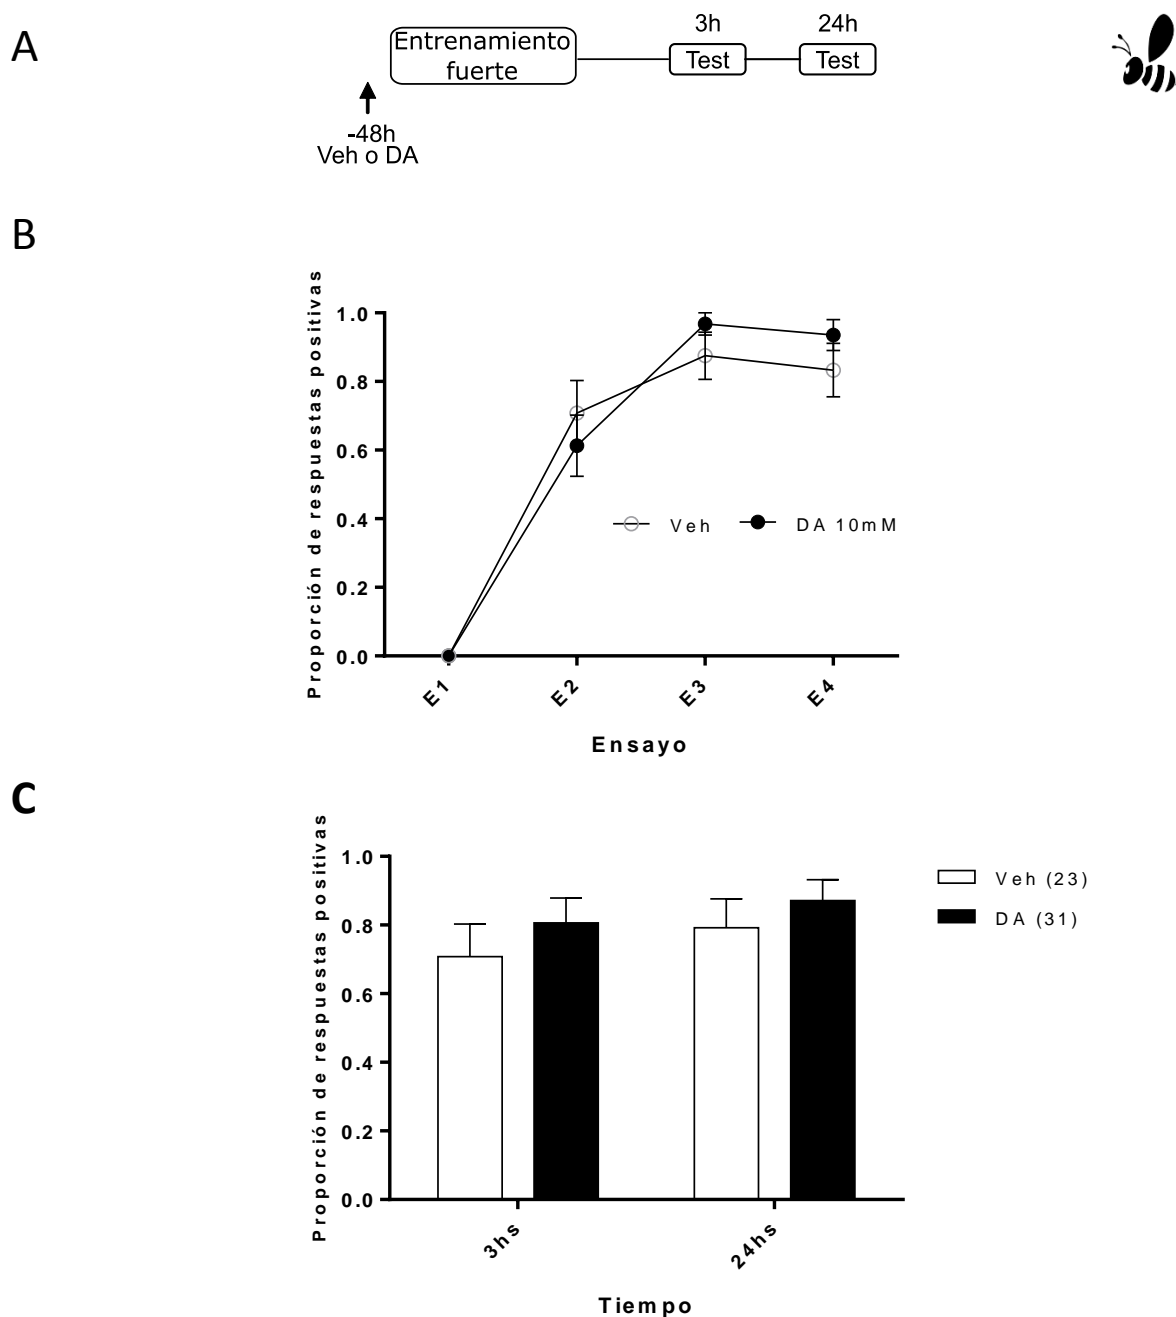 A
Entrenamiento
fuerte
3h
Test
24h
Test
-48h
Veh o DA
B
Proporción de respuestas positivas
1.0
0.8
0.6
0.4
0.2
0.0
Veh
DA 10mM
E1
E2
E3
E4
Ensayo
C
Proporción de respuestas positivas
1.0
0.8
0.6
0.4
0.2
0.0
Veh (23)
DA (31)
3hs
24hs
Tiempo